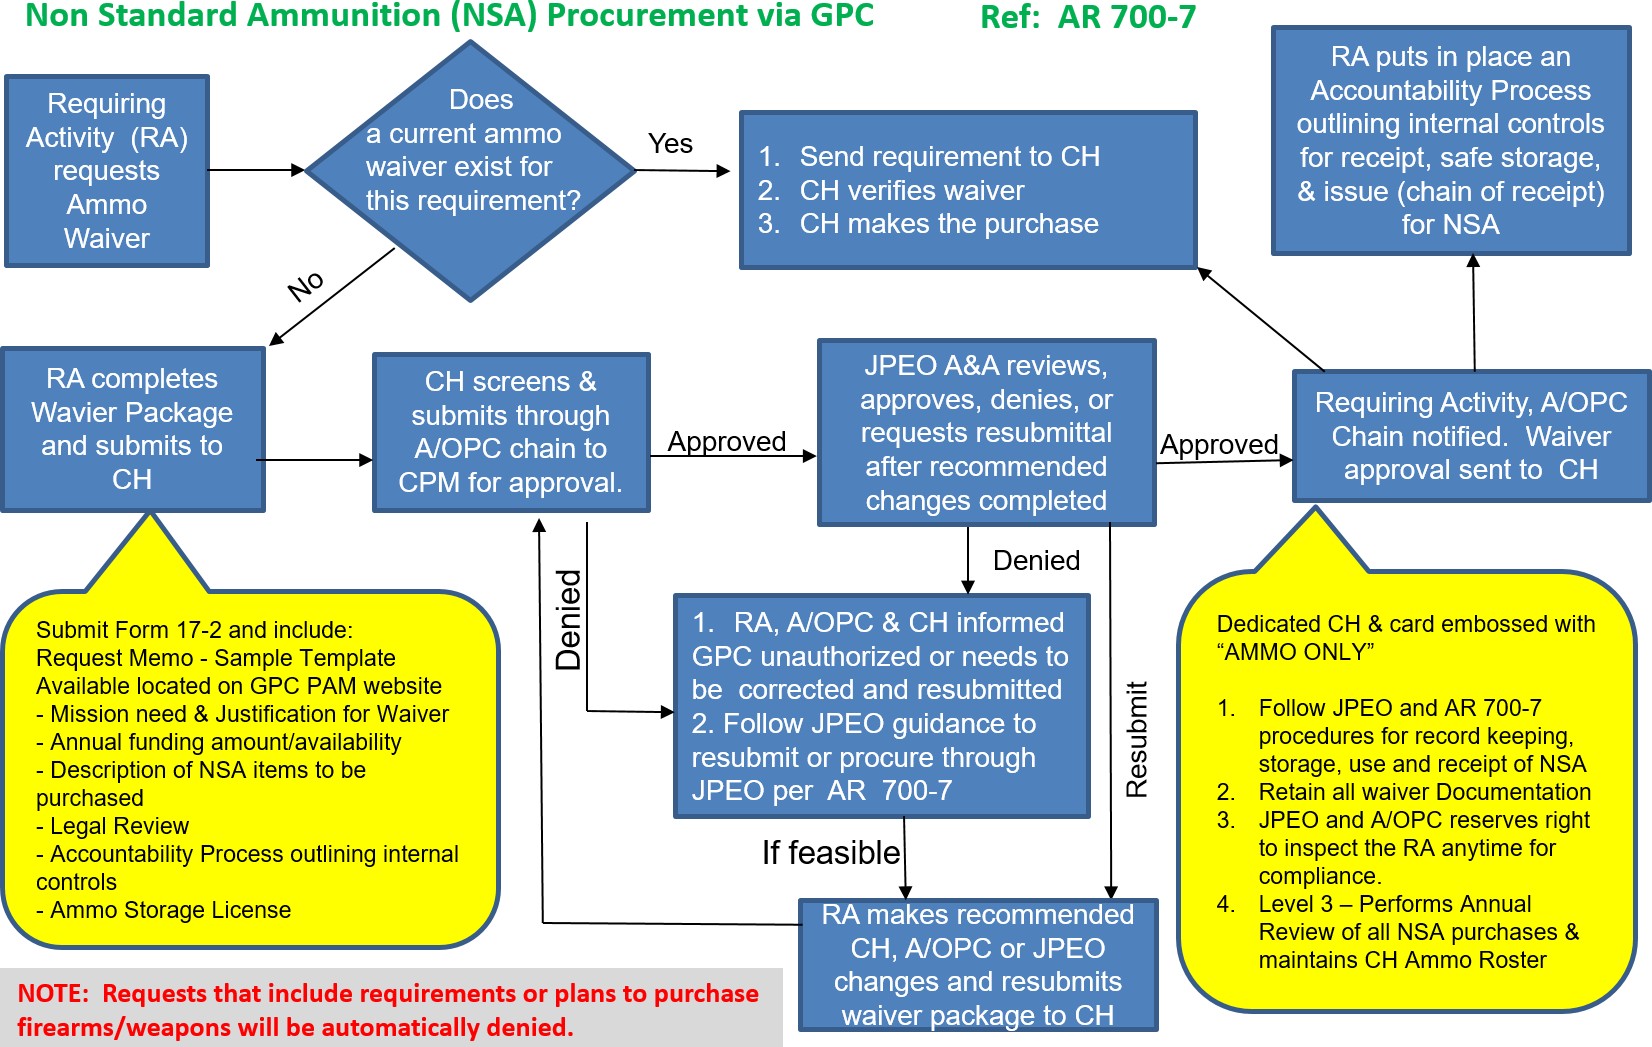 Non Standard Ammunition (NSA) Procurement via GPC
Ref: AR 700-7
Requiring
Activity (RA)
requests
Ammo
Waiver
Does
a current ammo
waiver exist for
this requirement?
Yes
No
1. Send requirement to CH
2. CH verifies waiver
3. CH makes the purchase
RA puts in place an
Accountability Process
outlining internal controls
for receipt, safe storage,
& issue (chain of receipt)
for NSA
RA completes
Wavier Package
and submits to
CH
CH screens &
submits through
A/OPC chain to
CPM for approval.
Approved
JPEO A&A reviews,
approves, denies, or
requests resubmittal
after recommended
changes completed
Approved
Requiring Activity, A/OPC
Chain notified. Waiver
approval sent to CH
Denied
Denied
Resubmit
1. RA, A/OPC & CH informed
GPC unauthorized or needs to
be corrected and resubmitted
2. Follow JPEO guidance to
resubmit or procure through
JPEO per AR 700-7
If feasible
RA makes recommended
CH, A/OPC or JPEO
changes and resubmits
waiver package to CH
Submit Form 17-2 and include:
Request Memo - Sample Template
Available located on GPC PAM website
- Mission need & Justification for Waiver
- Annual funding amount/availability
- Description of NSA items to be
purchased
- Legal Review
- Accountability Process outlining internal
controls
- Ammo Storage License
Dedicated CH & card embossed with
“AMMO ONLY”
1. Follow JPEO and AR 700-7
procedures for record keeping,
storage, use and receipt of NSA
2. Retain all waiver Documentation
3. JPEO and A/OPC reserves right
to inspect the RA anytime for
compliance.
4. Level 3 – Performs Annual
Review of all NSA purchases &
maintains CH Ammo Roster
NOTE: Requests that include requirements or plans to purchase
firearms/weapons will be automatically denied.